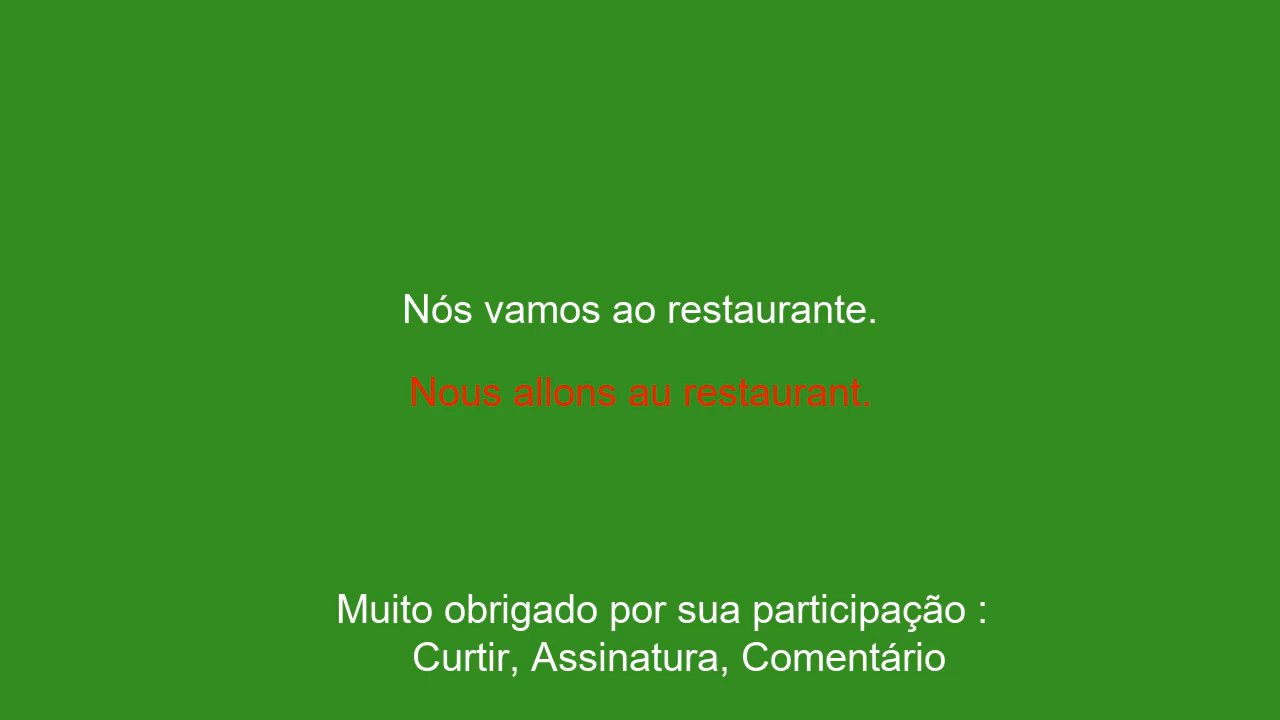 Nós vamos ao restaurante.
Nous allons au restaurant.
Muito obrigado por sua participação :
Curtir, Assinatura, Comentário